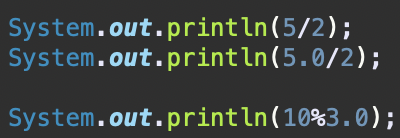 System.out.println(5/2);
System.out.println(5.0/2);
System.out.println(10%3.0);